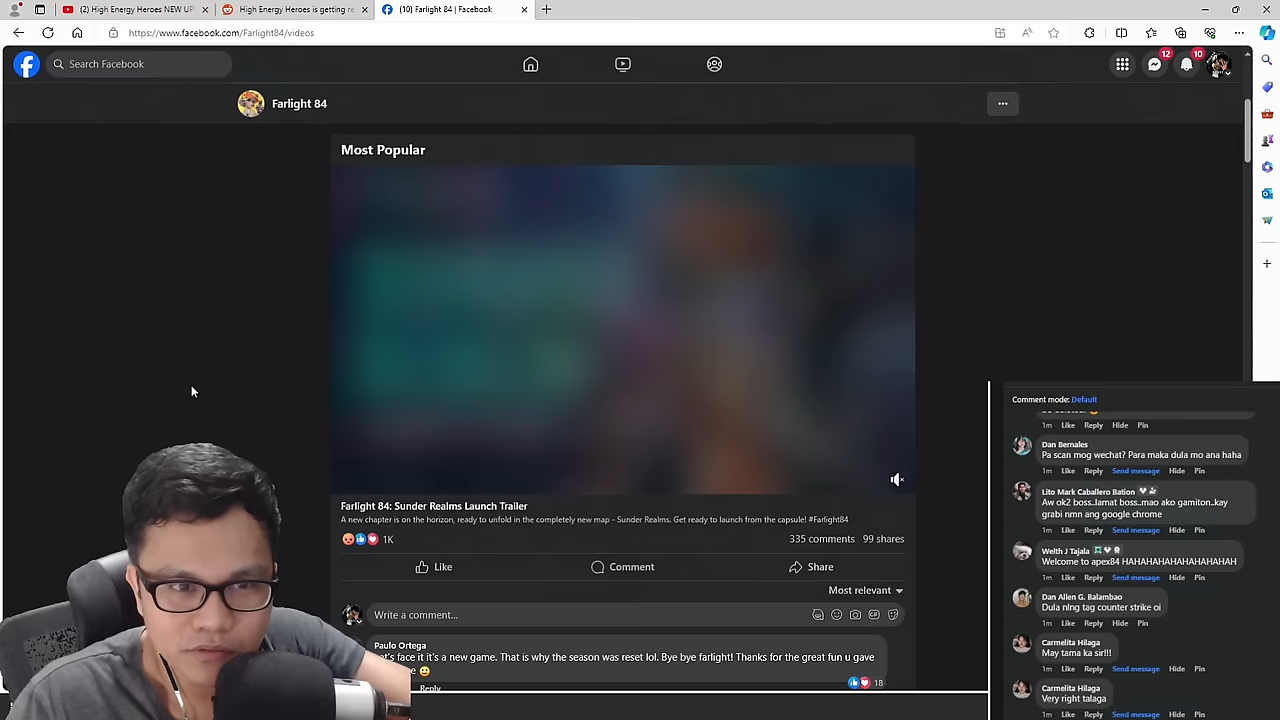 (2) High Energy Heroes NEW UP
High Energy Heroes is getting re
(10) Farlight 84 | Facebook
https://www.facebook.com/Farlight84/videos
Search Facebook
12
10
Farlight 84
Most Popular
Farlight 84: Sunder Realms Launch Trailer
A new chapter is on the horizon, ready to unfold in the completely new map - Sunder Realms. Get ready to launch from the capsule! #Farlight84
1K
335 comments 99 shares
Like
Comment
Share
Most relevant
Write a comment...
GIF
Paulo Ortega
t's face it it's a new game. That is why the season was reset lol. Bye bye farlight! Thanks for the great fun u gave
e
18
Reply
Comment mode: Default
1m Like Reply Hide Pin
Dan Bernales
Pa scan mog wechat? Para maka dula mo ana haha
1m Like Reply Send message Hide Pin
Lito Mark Caballero Bation
Aw ok2 boss..lamat boss..mao ako gamiton..kay
grabi nmn ang google chrome
1m Like Reply Send message Hide Pin
Welth J Tajala
Welcome to apex84 HAHAHAHAHAHAHAHAHAH
1m Like Reply Send message Hide Pin
Dan Allen G. Balambao
Dula nlng tag counter strike oi
1m Like Reply Send message Hide Pin
Carmelita Hilaga
May tama ka sir!!!
1m Like Reply Send message Hide Pin
Carmelita Hilaga
Very right talaga
1m Like Reply Send message Hide Pin